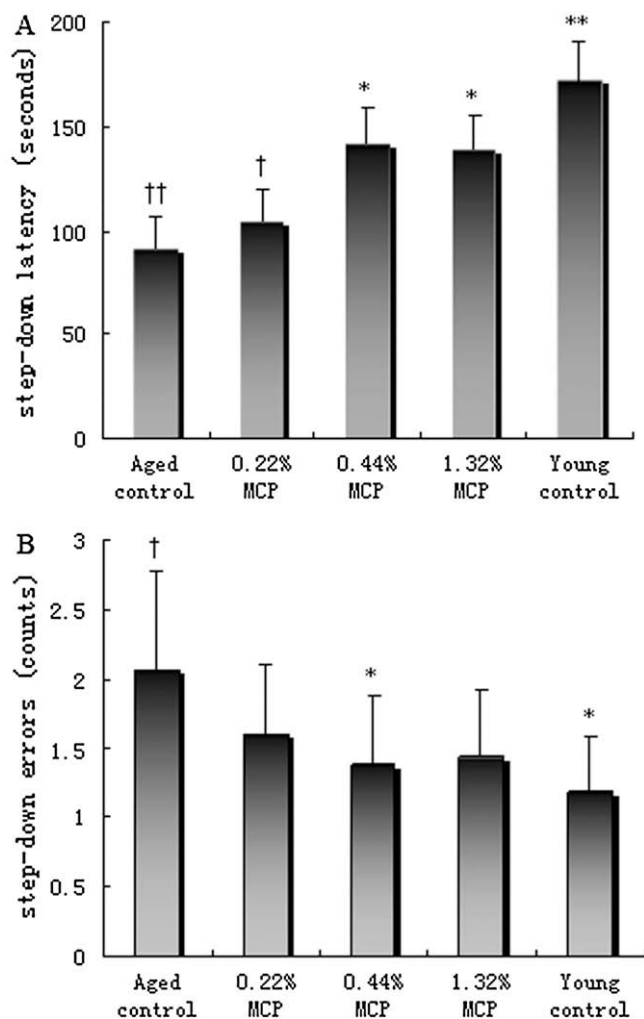 A
step-down latency (seconds)
200
150
100
50
0
††
†
*
*
**
Aged control
0.22% MCP
0.44% MCP
1.32% MCP
Young control
B
step-down errors (counts)
3
2.5
2
1.5
1
0.5
0
†
*
*
Aged control
0.22% MCP
0.44% MCP
1.32% MCP
Young control